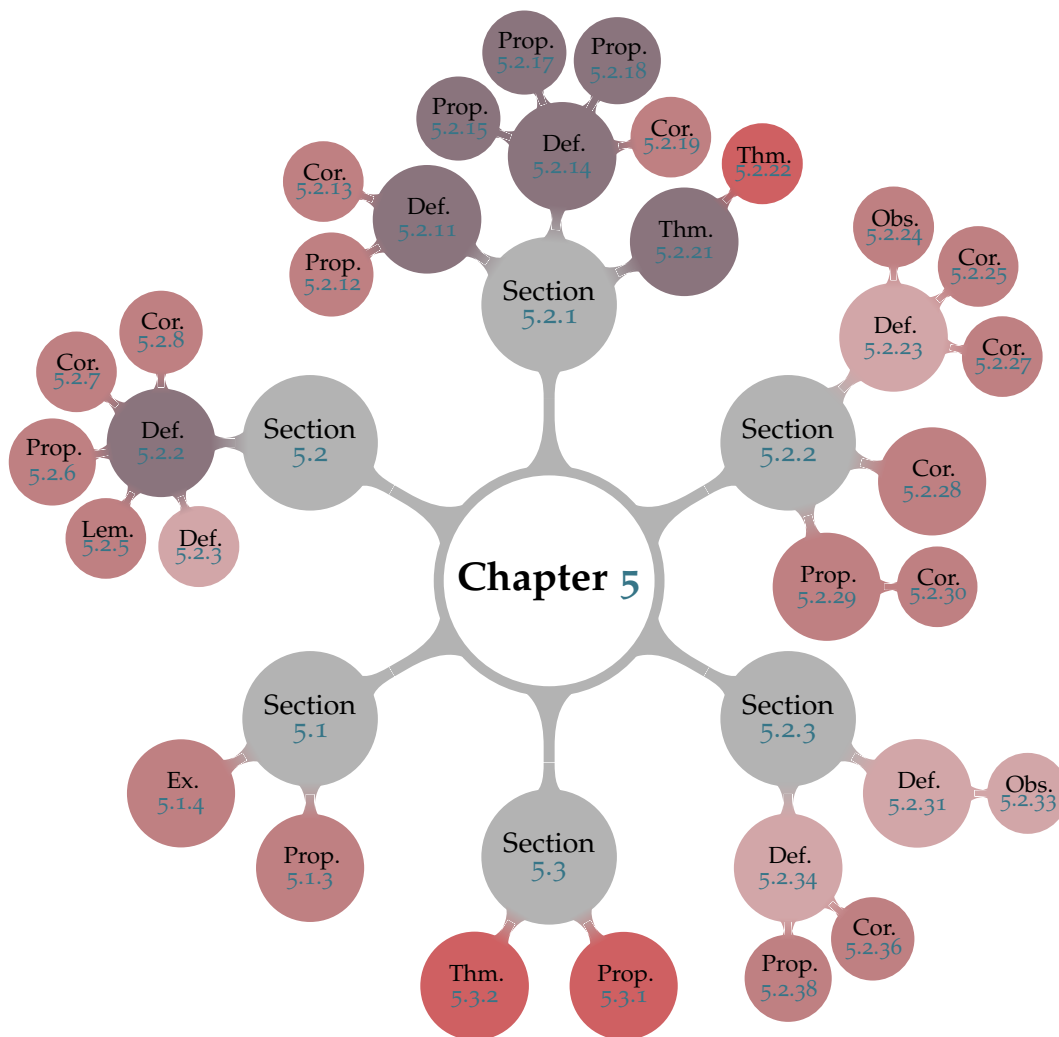 Prop.
5.2.17
Prop.
5.2.18
Prop.
5.2.15
Def.
5.2.14
Cor.
5.2.19
Thm.
5.2.22
Cor.
5.2.13
Def.
5.2.11
Prop.
5.2.12
Thm.
5.2.21
Section
5.2.1
Obs.
5.2.24
Cor.
5.2.25
Def.
5.2.23
Cor.
5.2.27
Cor.
5.2.8
Cor.
5.2.7
Def.
5.2.2
Prop.
5.2.6
Lem.
5.2.5
Def.
5.2.3
Section
5.2
Section
5.2.2
Cor.
5.2.28
Prop.
5.2.29
Cor.
5.2.30
Chapter 5
Section
5.1
Ex.
5.1.4
Prop.
5.1.3
Section
5.3
Thm.
5.3.2
Prop.
5.3.1
Section
5.2.3
Def.
5.2.31
Obs.
5.2.33
Def.
5.2.34
Cor.
5.2.36
Prop.
5.2.38